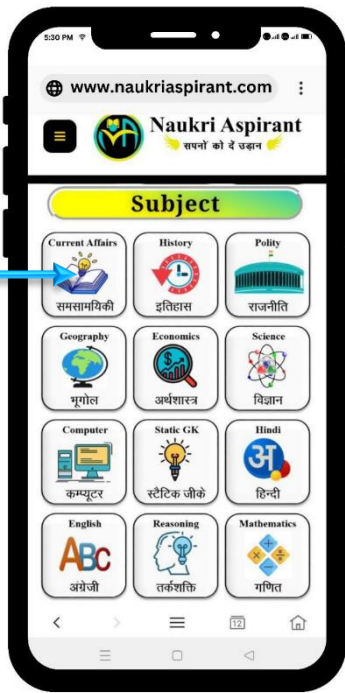 5:30 PM
www.naukriaspirant.com
Naukri Aspirant
सपनों को दें उड़ान
Subject
Current Affairs
समसामयिकी
History
इतिहास
Polity
राजनीति
Geography
भूगोल
Economics
अर्थशास्त्र
Science
विज्ञान
Computer
कम्प्यूटर
Static GK
स्टैटिक जीके
Hindi
अ
हिन्दी
English
ABC
अंग्रेजी
Reasoning
तर्कशक्ति
Mathematics
गणित
12